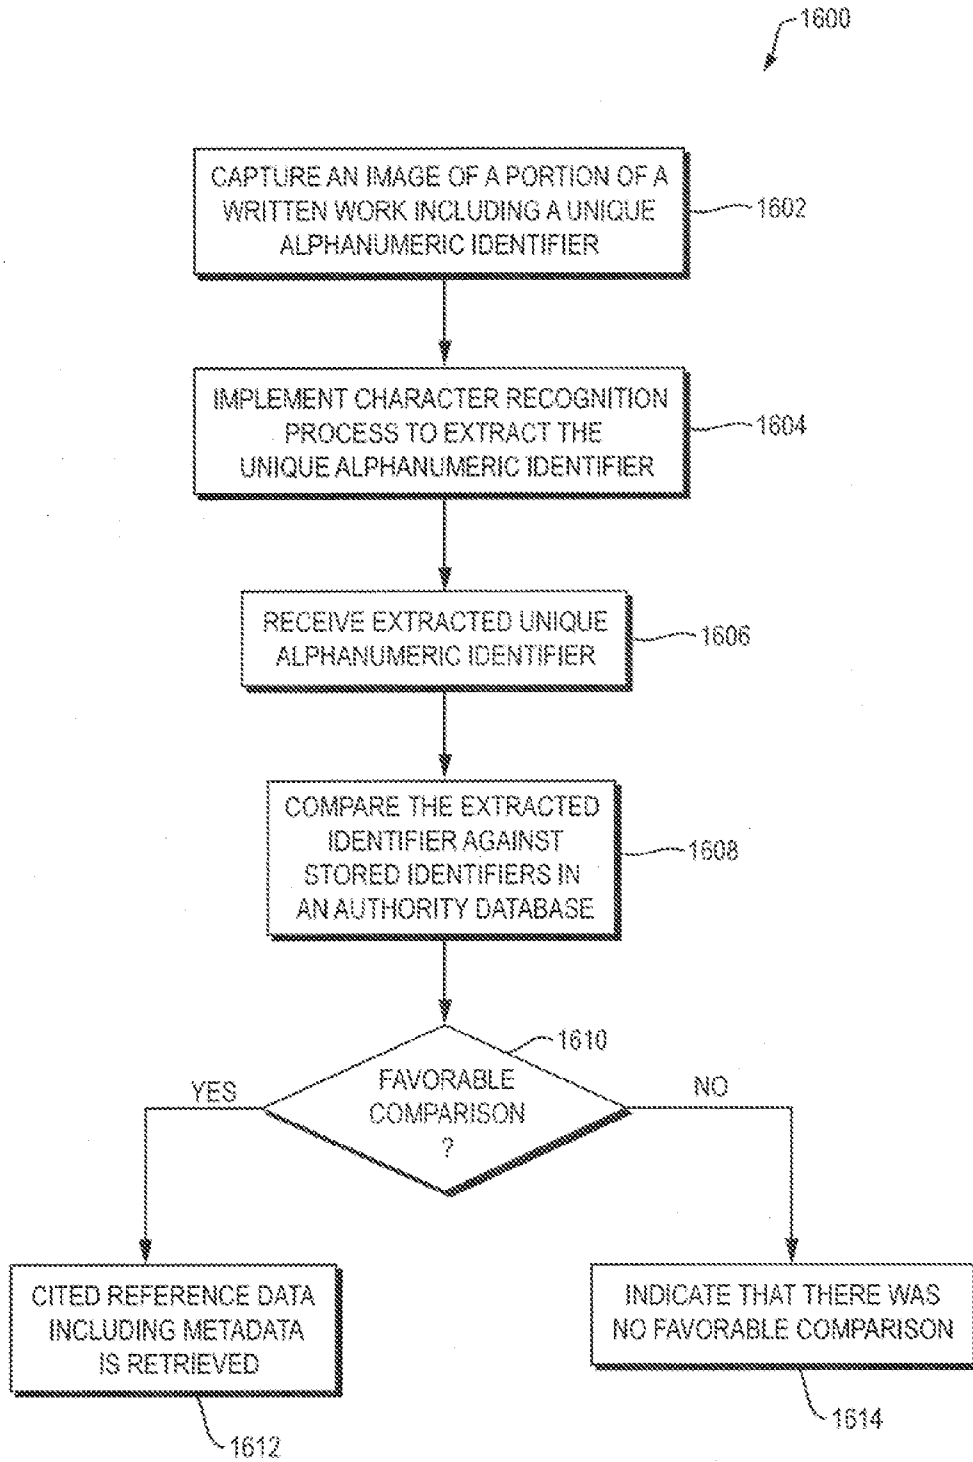 1600
CAPTURE AN IMAGE OF A PORTION OF A
WRITTEN WORK INCLUDING A UNIQUE
ALPHANUMERIC IDENTIFIER
1602
IMPLEMENT CHARACTER RECOGNITION
PROCESS TO EXTRACT THE
UNIQUE ALPHANUMERIC IDENTIFIER
1604
RECEIVE EXTRACTED UNIQUE
ALPHANUMERIC IDENTIFIER
1606
COMPARE THE EXTRACTED
IDENTIFIER AGAINST
STORED IDENTIFIERS IN
AN AUTHORITY DATABASE
1608
1610
FAVORABLE
COMPARISON
?
YES
NO
CITED REFERENCE DATA
INCLUDING METADATA
IS RETRIEVED
1612
INDICATE THAT THERE WAS
NO FAVORABLE COMPARISON
1614